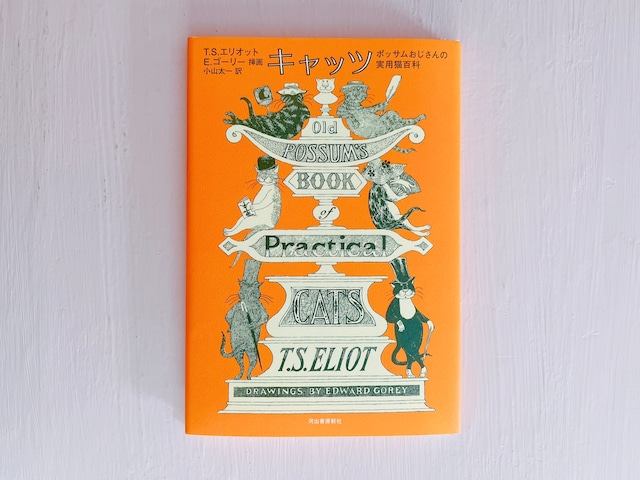 T.S.エリオット
E.ゴーリー 挿画
小山太一 訳
キャッツ
ポッサムおじさんの
実用猫百科
Old
POSSUM'S
BOOK
of
Practical
CATS
T.S.ELIOT
DRAWINGS BY EDWARD GOREY
河出書房新社